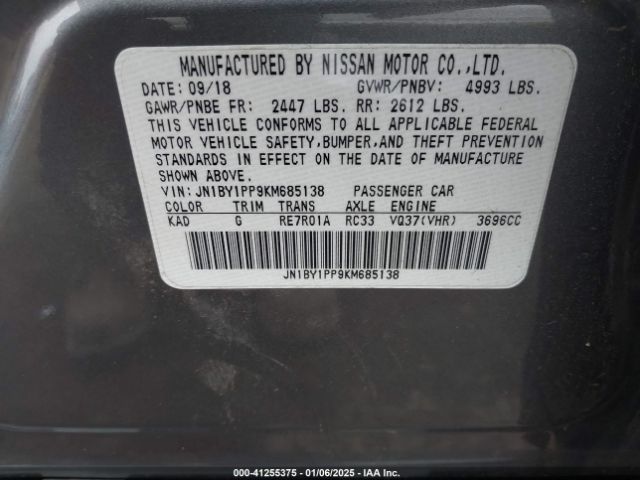 MANUFACTURED BY NISSAN MOTOR CO.,LTD.
DATE: 09/18 GVWR/PNBV: 4993 LBS.
GAWR/PNBE FR: 2447 LBS. RR: 2612 LBS.
THIS VEHICLE CONFORMS TO ALL APPLICABLE FEDERAL
MOTOR VEHICLE SAFETY,BUMPER,AND THEFT PREVENTION
STANDARDS IN EFFECT ON THE DATE OF MANUFACTURE
SHOWN ABOVE.
VIN: JN1BY1PP9KM685138 PASSENGER CAR
COLOR TRIM TRANS AXLE ENGINE
KAD G RE7R01A RC33 VQ37(VHR) 3696CC
JN1BY1PP9KM685138
000-41255375 - 01/06/2025 - IAA Inc.